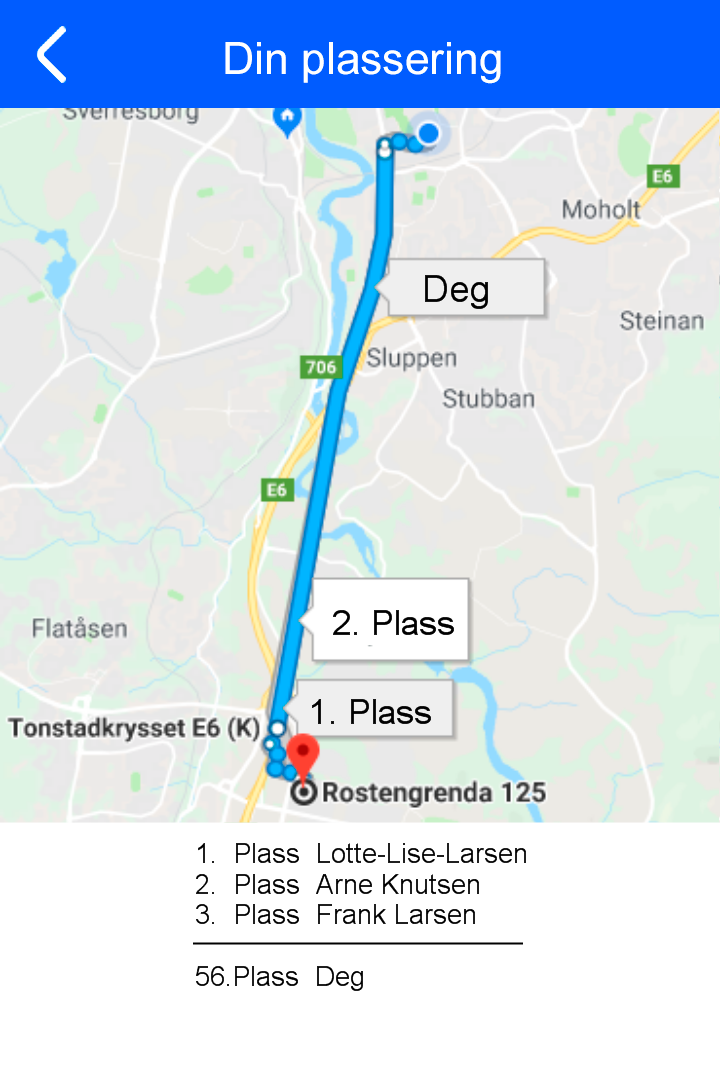 Din plassering
Sverresborg
E6
Moholt
Deg
Steinan
Sluppen
706
Stubban
E6
2. Plass
Flatåsen
1. Plass
Tonstadkrysset E6 (K)
Rostengrenda 125
1. Plass Lotte-Lise-Larsen
2. Plass Arne Knutsen
3. Plass Frank Larsen
56.Plass Deg